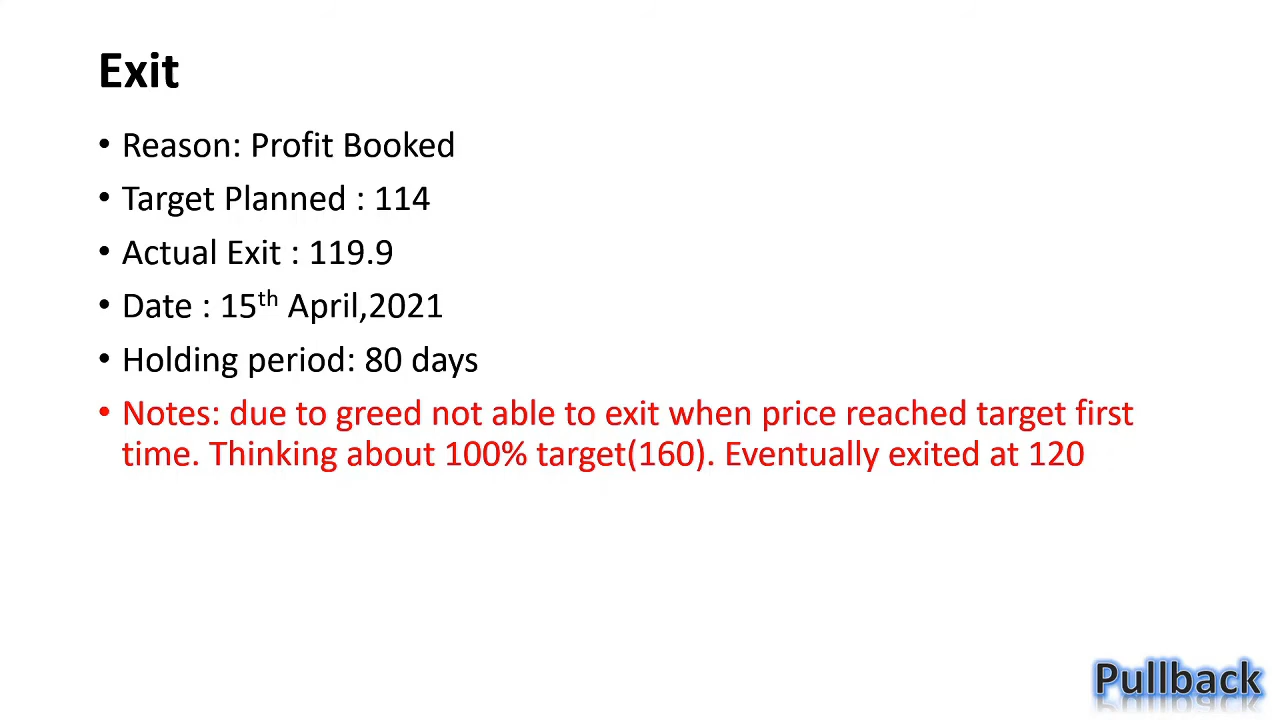 Exit
• Reason: Profit Booked
• Target Planned : 114
• Actual Exit : 119.9
• Date : 15th April,2021
• Holding period: 80 days
• Notes: due to greed not able to exit when price reached target first
time. Thinking about 100% target(160). Eventually exited at 120
Pullback